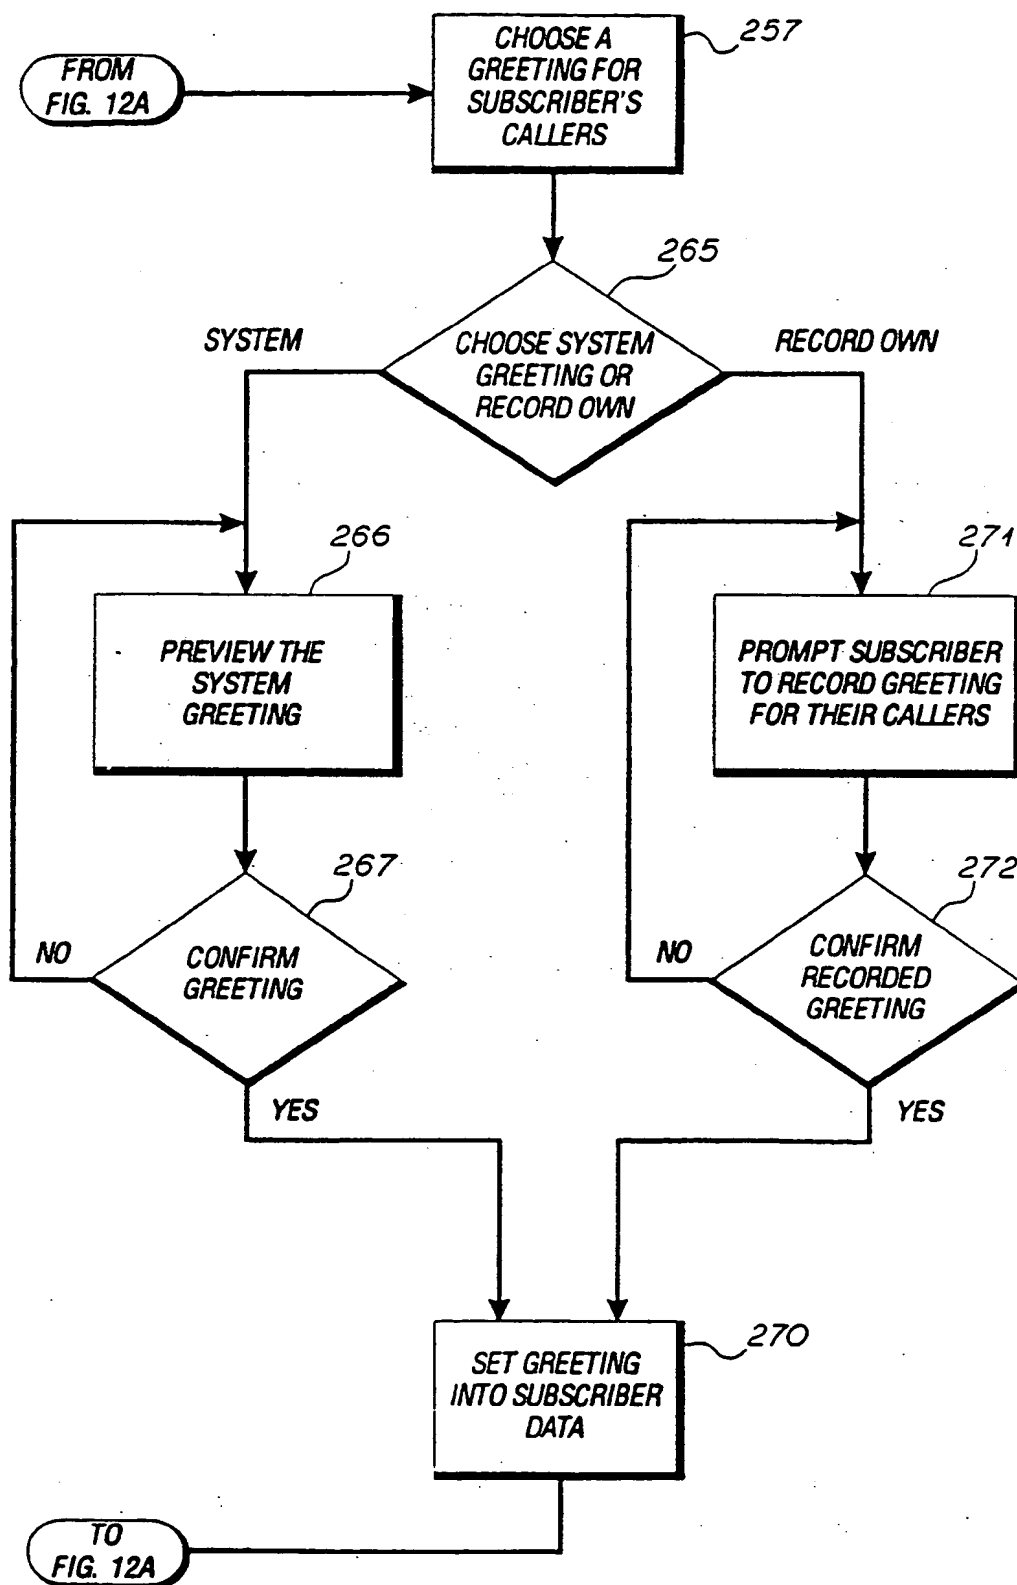 FROM
FIG. 12A
CHOOSE A
GREETING FOR
SUBSCRIBER'S
CALLERS
257
265
SYSTEM
CHOOSE SYSTEM
GREETING OR
RECORD OWN
RECORD OWN
266
PREVIEW THE
SYSTEM
GREETING
271
PROMPT SUBSCRIBER
TO RECORD GREETING
FOR THEIR CALLERS
267
NO
CONFIRM
GREETING
YES
272
NO
CONFIRM
RECORDED
GREETING
YES
270
SET GREETING
INTO SUBSCRIBER
DATA
TO
FIG. 12A